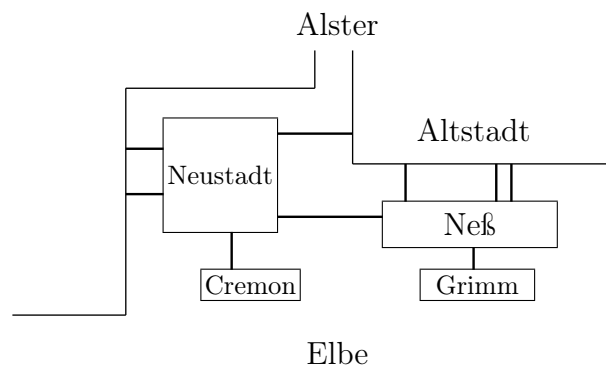 Alster
Altstadt
Neustadt
Neß
Cremon
Grimm
Elbe